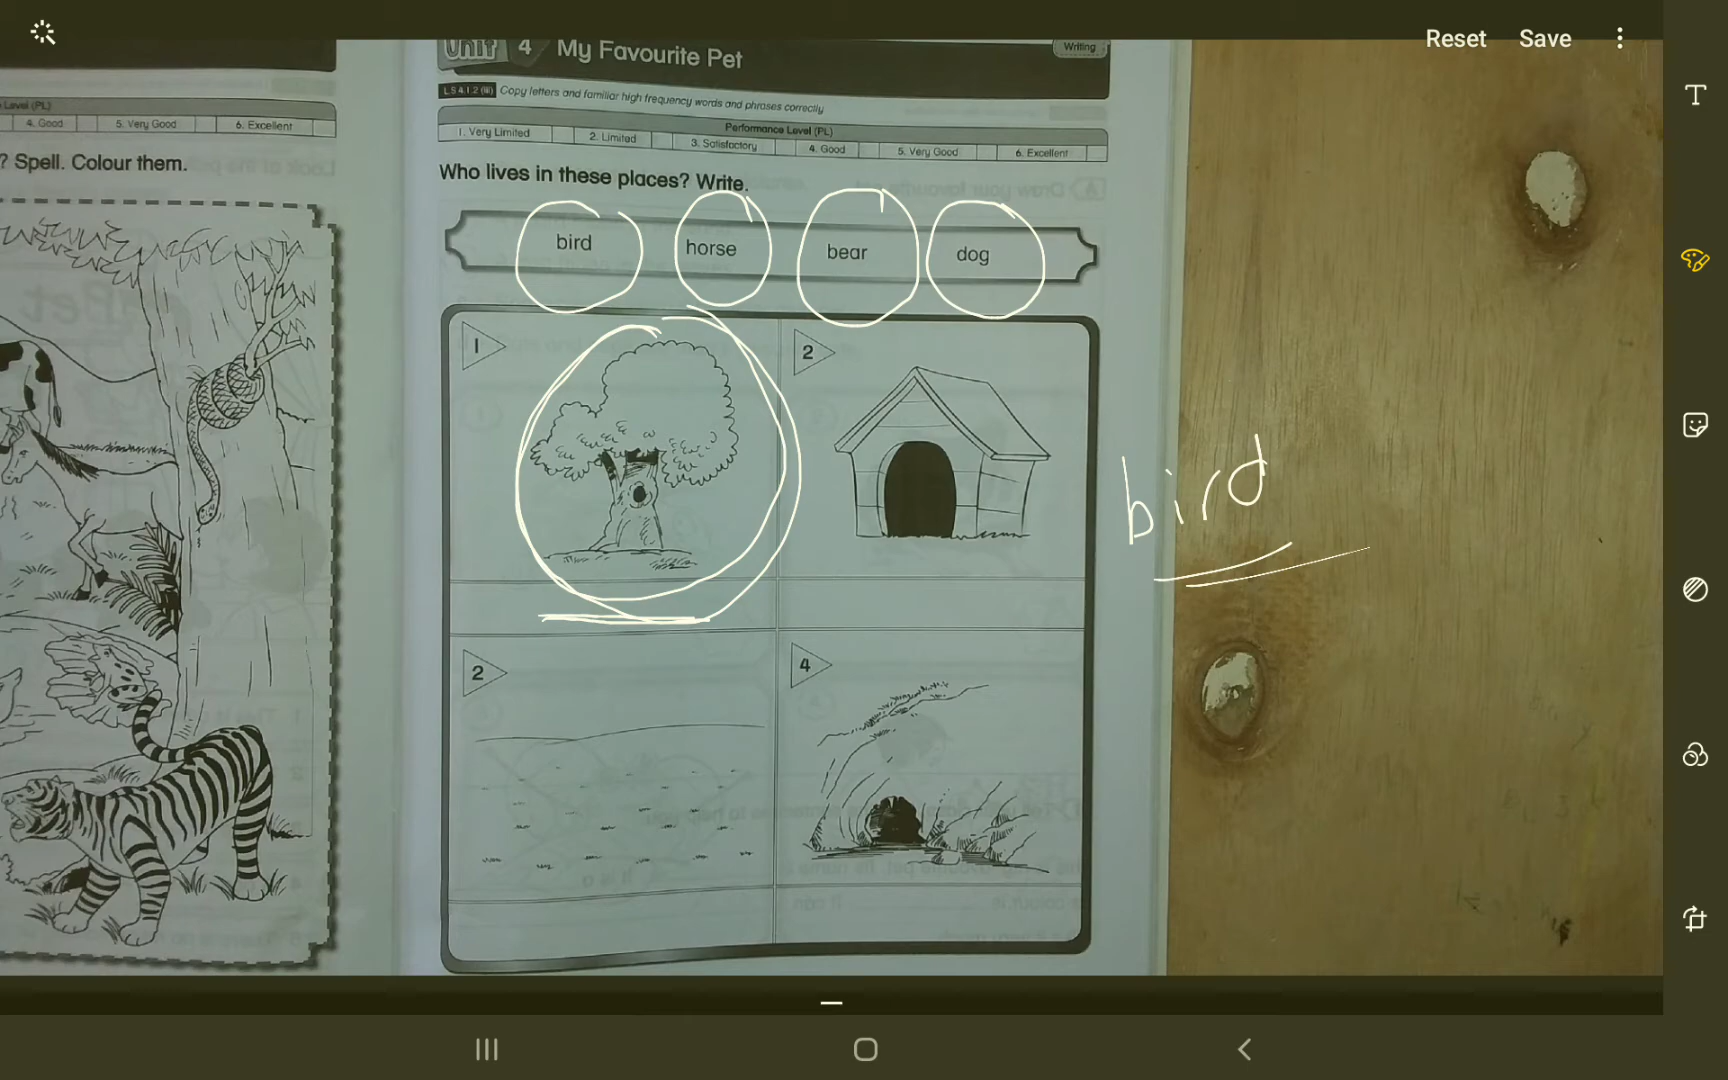 Reset Save
Unit 4 My Favourite Pet
Writing
LS 4.1.2 (iii) Copy letters and familiar high frequency words and phrases correctly
Level (PL)
4. Good 5. Very Good 6. Excellent
Performance Level (PL)
1. Very Limited 2. Limited 3. Satisfactory 4. Good 5. Very Good 6. Excellent
? Spell. Colour them.
Who lives in these places? Write.
bird horse bear dog
1
2
bird
2
4
T